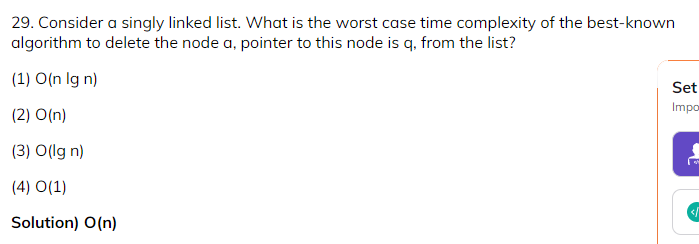 29. Consider a singly linked list. What is the worst case time complexity of the best-known
algorithm to delete the node a, pointer to this node is q, from the list?
(1) O(n lg n)
(2) O(n)
(3) O(lg n)
(4) O(1)
Solution) O(n)
Set
Impo